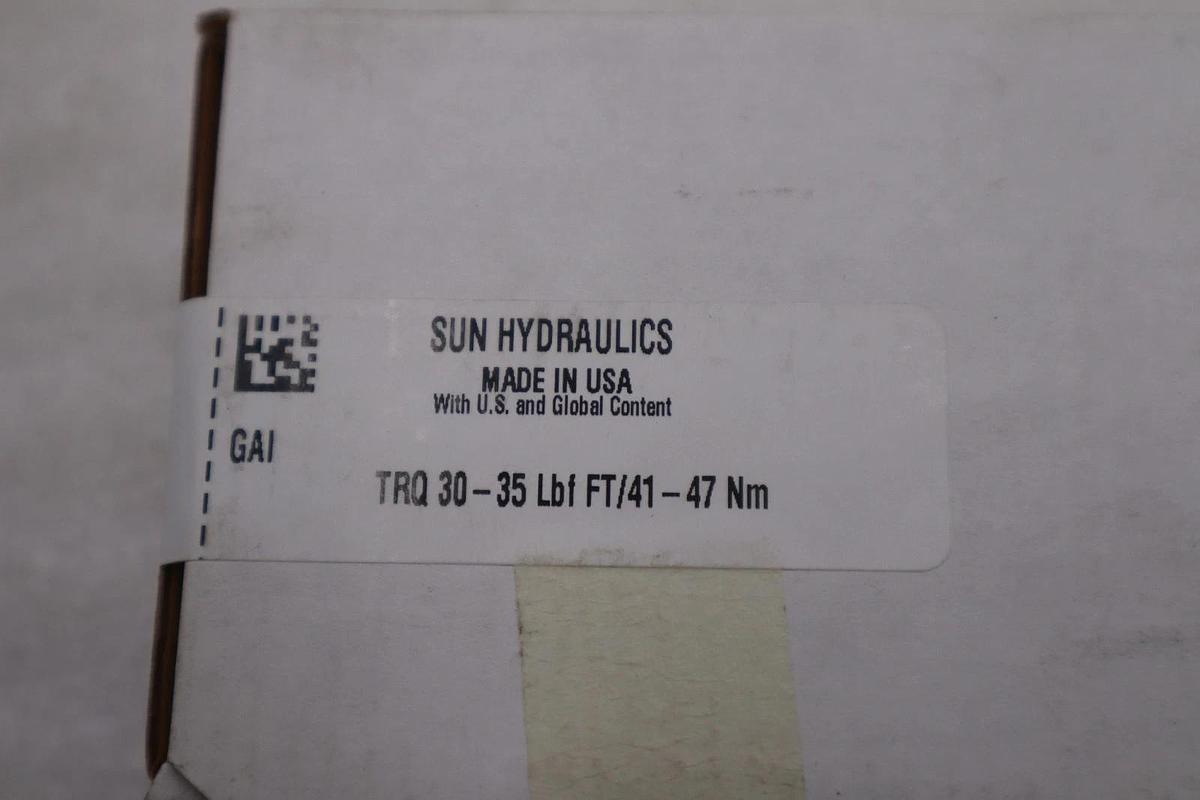 SUN HYDRAULICS
MADE IN USA
With U.S. and Global Content
GAI
TRQ 30-35 Lbf FT/41-47 Nm